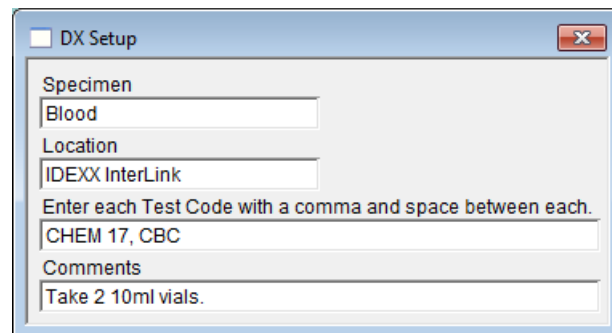 DX Setup
Specimen
Blood
Location
IDEXX InterLink
Enter each Test Code with a comma and space between each.
CHEM 17, CBC
Comments
Take 2 10ml vials.